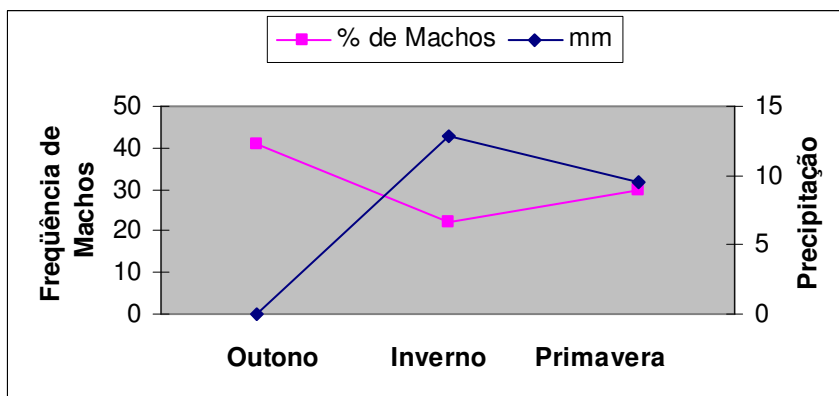 % de Machos mm
Freqüência de
Machos
50
40
30
20
10
0
15
10
5
0
Precipitação
Outono Inverno Primavera